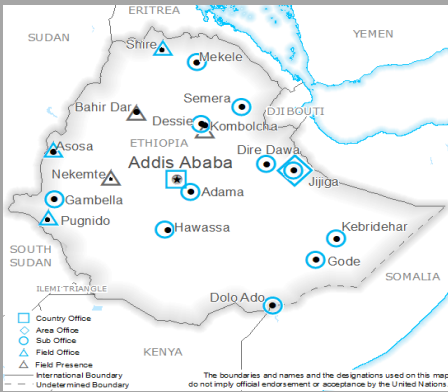 ERITREA
SUDAN
YEMEN
Shire
Mekele
Semera
Bahir Dar
DJIBOUTI
Dessie
Kombolcha
ETHIOPIA
Asosa
Dire Dawa
Addis Ababa
Nekemte
Jijiga
Gambella
Adama
Pugnido
Hawassa
Kebridehar
SOUTH
SUDAN
Gode
SOMALIA
ILEMI TRIANGLE
Dolo Ado
KENYA
Country Office
Area Office
Sub Office
Field Office
Field Presence
International Boundary
Undetermined Boundary
The boundaries and names and the designations used on this map
do not imply official endorsement or acceptance by the United Nations